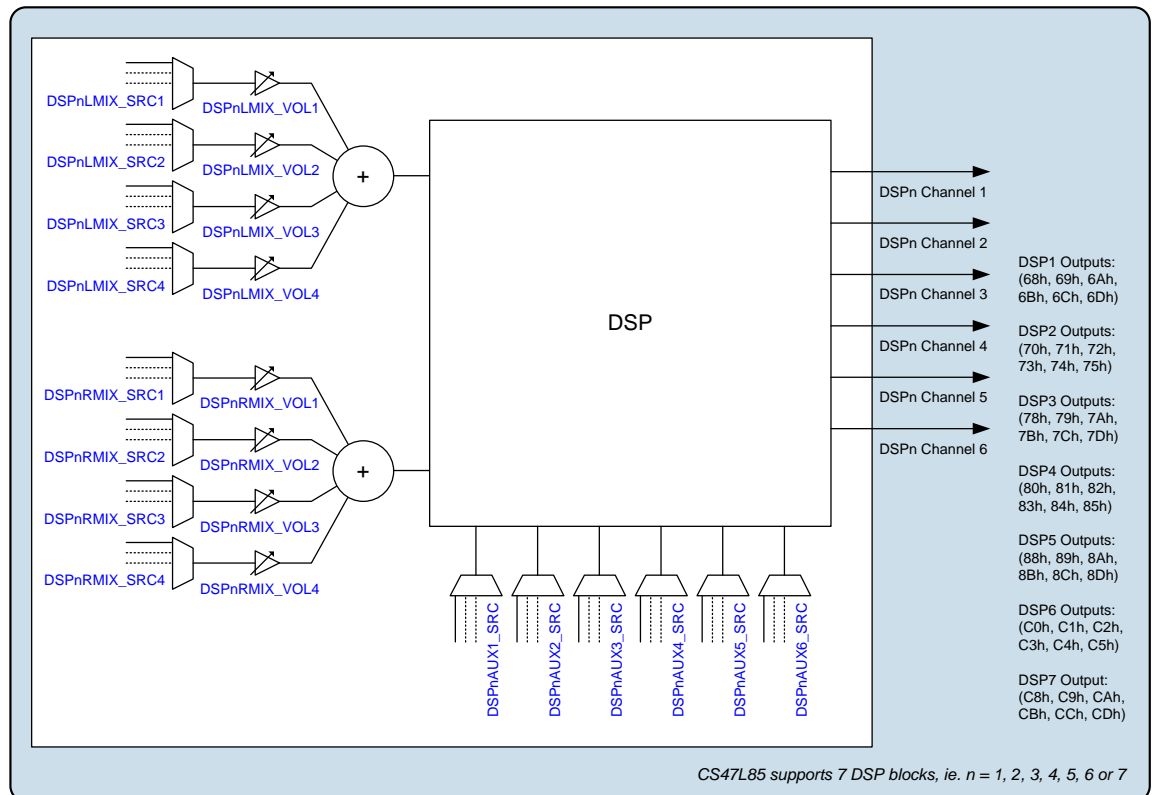 DSPnLMIX_SRC1
DSPnLMIX_VOL1
DSPnLMIX_SRC2
DSPnLMIX_VOL2
DSPnLMIX_SRC3
DSPnLMIX_VOL3
DSPnLMIX_SRC4
DSPnLMIX_VOL4
+
DSPnRMIX_SRC1
DSPnRMIX_VOL1
DSPnRMIX_SRC2
DSPnRMIX_VOL2
DSPnRMIX_SRC3
DSPnRMIX_VOL3
DSPnRMIX_SRC4
DSPnRMIX_VOL4
+
DSP
DSPnAUX1_SRC
DSPnAUX2_SRC
DSPnAUX3_SRC
DSPnAUX4_SRC
DSPnAUX5_SRC
DSPnAUX6_SRC
DSPn Channel 1
DSPn Channel 2
DSPn Channel 3
DSPn Channel 4
DSPn Channel 5
DSPn Channel 6
DSP1 Outputs:
(68h, 69h, 6Ah,
6Bh, 6Ch, 6Dh)
DSP2 Outputs:
(70h, 71h, 72h,
73h, 74h, 75h)
DSP3 Outputs:
(78h, 79h, 7Ah,
7Bh, 7Ch, 7Dh)
DSP4 Outputs:
(80h, 81h, 82h,
83h, 84h, 85h)
DSP5 Outputs:
(88h, 89h, 8Ah,
8Bh, 8Ch, 8Dh)
DSP6 Outputs:
(C0h, C1h, C2h,
C3h, C4h, C5h)
DSP7 Output:
(C8h, C9h, CAh,
CBh, CCh, CDh)
CS47L85 supports 7 DSP blocks, ie. n = 1, 2, 3, 4, 5, 6 or 7